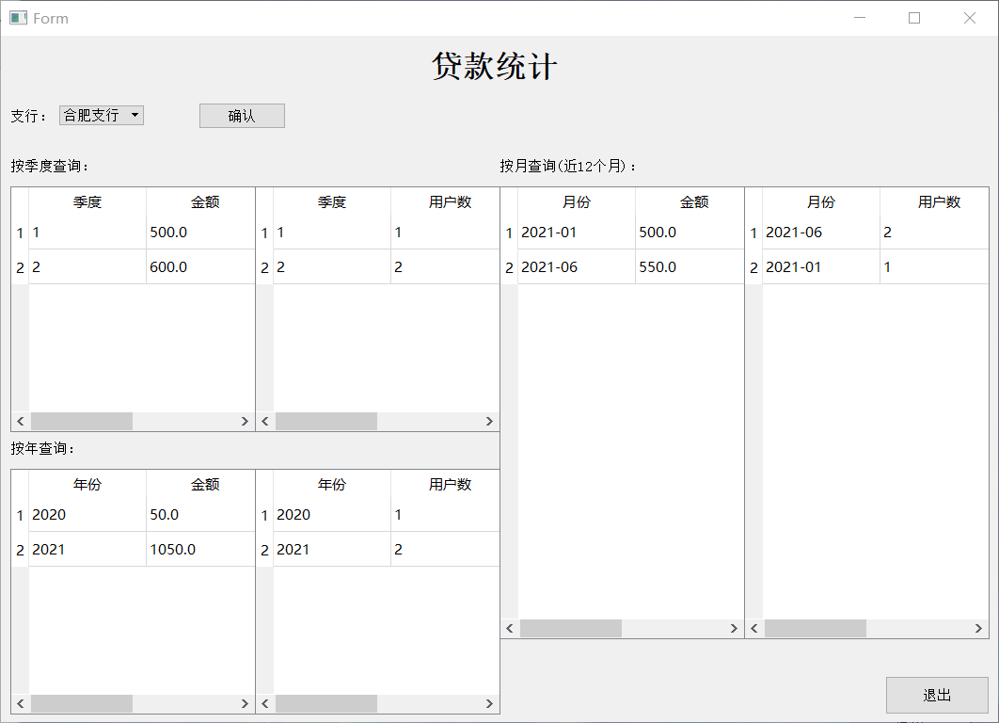 Form
贷款统计
支行: 合肥支行 确认
按季度查询:
季度 金额 季度 用户数
1 1 500.0 1 1 1
2 2 600.0 2 2 2
按月查询(近12个月):
月份 金额 月份 用户数
1 2021-01 500.0 1 2021-06 2
2 2021-06 550.0 2 2021-01 1
按年查询:
年份 金额 年份 用户数
1 2020 50.0 1 2020 1
2 2021 1050.0 2 2021 2
退出